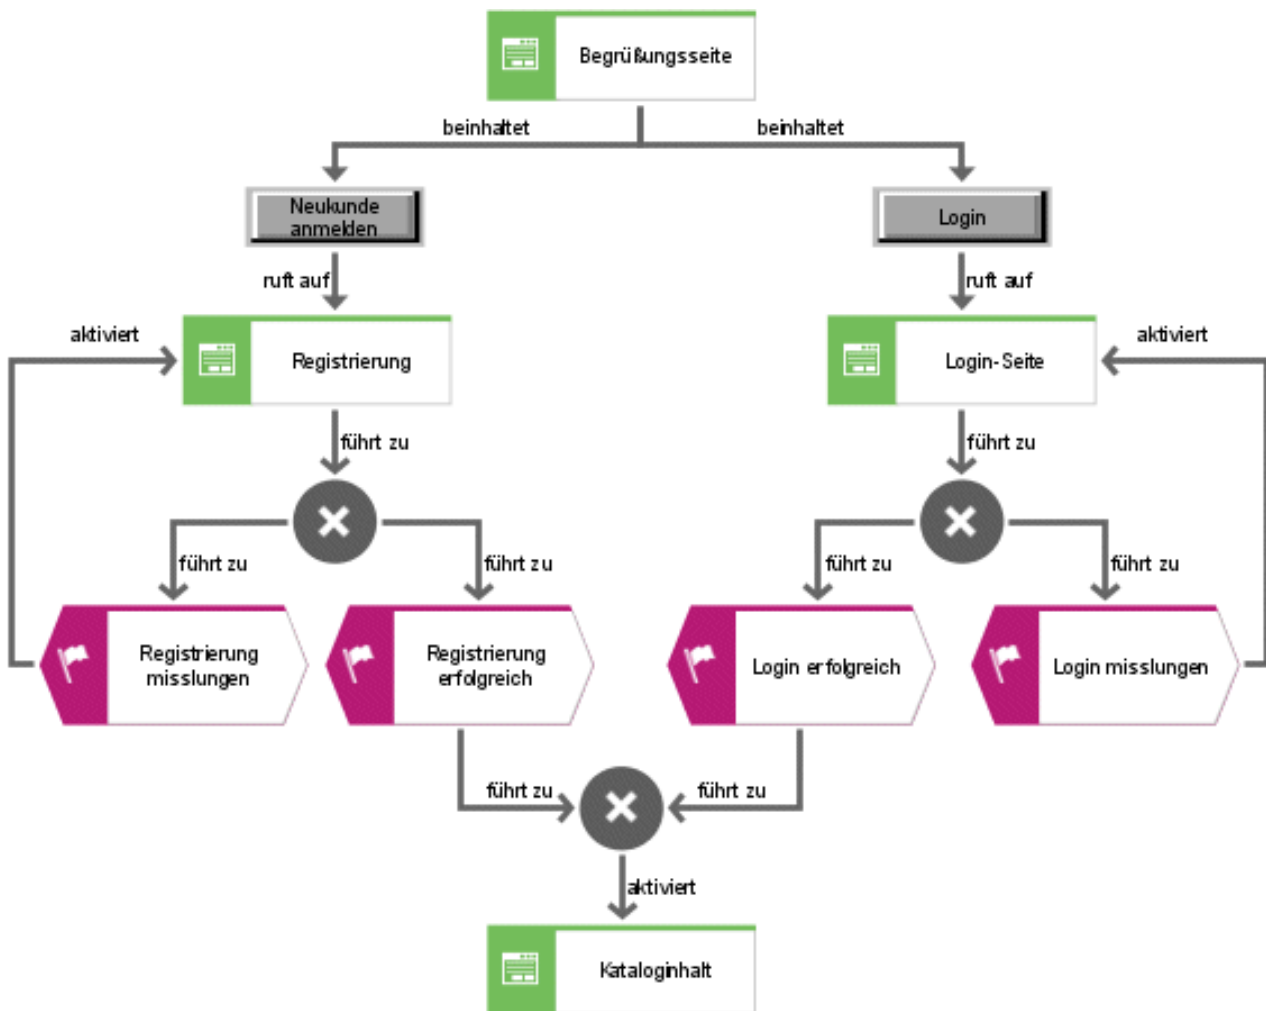 Begrüßungsseite
beinhaltet
beinhaltet
Neukunde
anmelden
Login
ruft auf
ruft auf
aktiviert
aktiviert
Registrierung
Login-Seite
führt zu
führt zu
führt zu
führt zu
führt zu
führt zu
Registrierung
misslungen
Registrierung
erfolgreich
Login erfolgreich
Login misslungen
führt zu
führt zu
aktiviert
Kataloginhalt